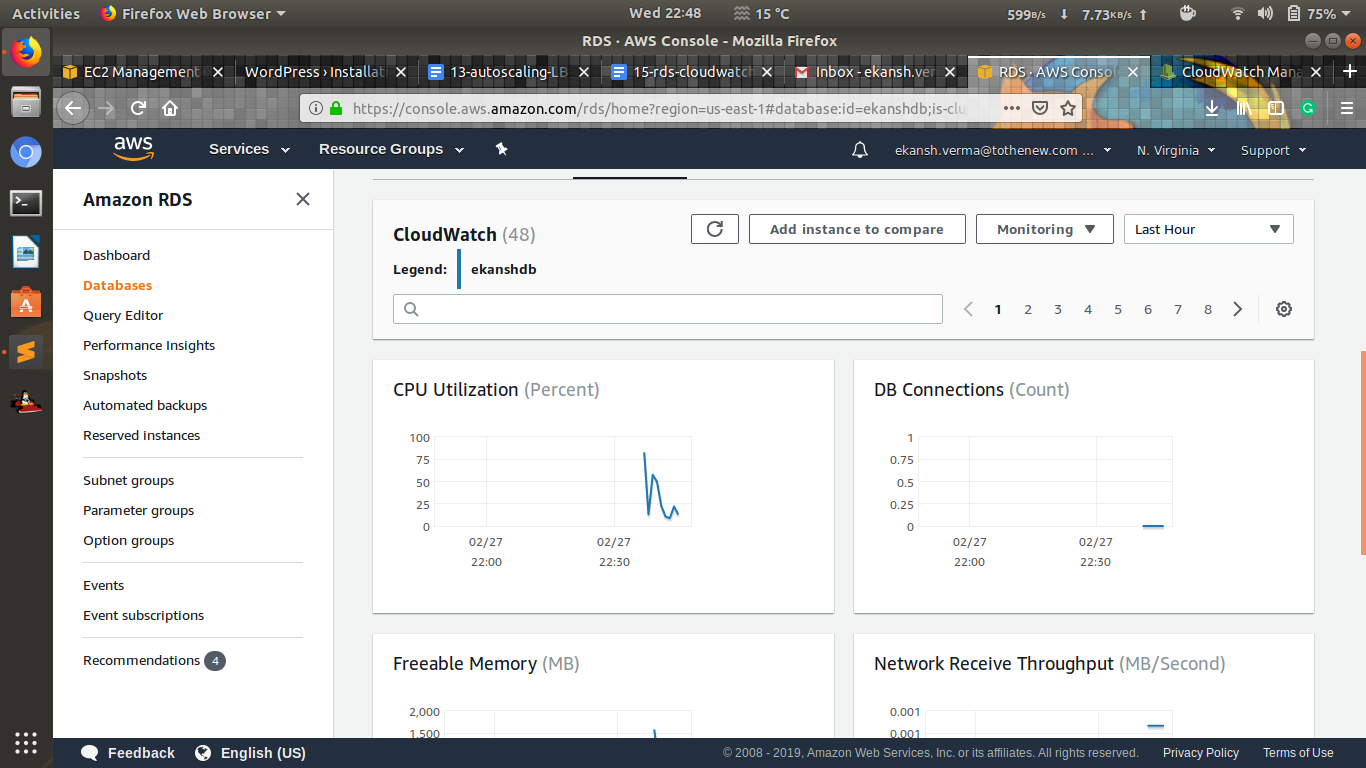 Activities Firefox Web Browser Wed 22:48 15 °C 599B/s 7.73KB/s 75%
RDS · AWS Console - Mozilla Firefox
EC2 Management WordPress › Installat 13-autoscaling-LB 15-rds-cloudwatch Inbox - ekansh.ver RDS · AWS Conso CloudWatch Mana
https://console.aws.amazon.com/rds/home?region=us-east-1#database:id=ekanshdb;is-clu
aws Services Resource Groups ekansh.verma@tothenew.com ... N. Virginia Support
Amazon RDS
Dashboard
Databases
Query Editor
Performance Insights
Snapshots
Automated backups
Reserved instances
Subnet groups
Parameter groups
Option groups
Events
Event subscriptions
Recommendations 4
CloudWatch (48) Add instance to compare Monitoring Last Hour
Legend: ekanshdb
1 2 3 4 5 6 7 8
CPU Utilization (Percent)
100
75
50
25
0
02/27 02/27
22:00 22:30
DB Connections (Count)
1
0.75
0.5
0.25
0
02/27 02/27
22:00 22:30
Freeable Memory (MB)
2,000
1,500
Network Receive Throughput (MB/Second)
0.001
0.001
Feedback English (US) © 2008 - 2019, Amazon Web Services, Inc. or its affiliates. All rights reserved. Privacy Policy Terms of Use